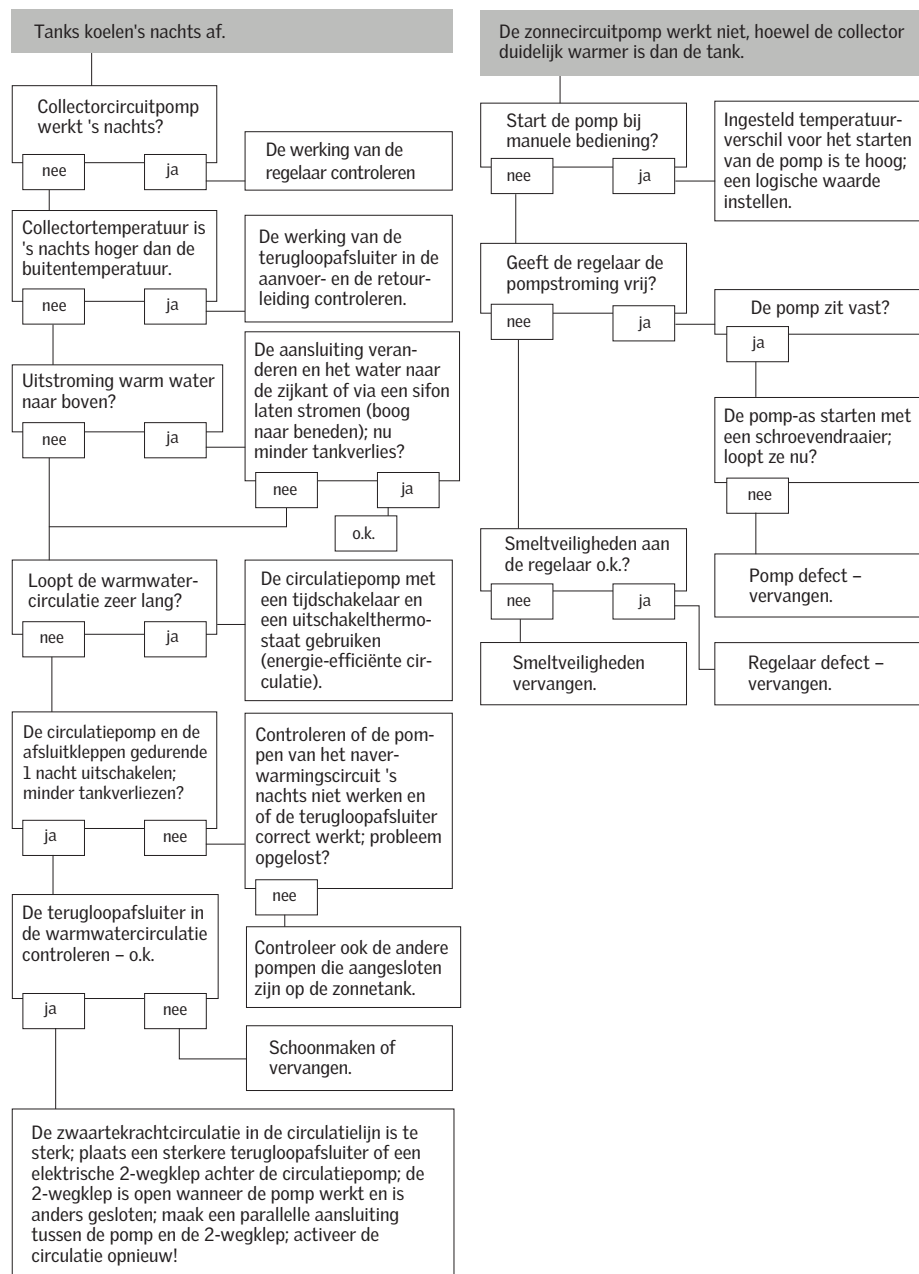 Tanks koelen's nachts af.
Collectorcircuitpomp
werkt 's nachts?
nee
ja
De werking van de
regelaar controleren
Collectortemperatuur is
's nachts hoger dan de
buitentemperatuur.
nee
ja
De werking van de
terugloopafsluiter in de
aanvoer- en de retour-
leiding controleren.
Uitstroming warm water
naar boven?
nee
ja
De aansluiting veran-
deren en het water naar
de zijkant of via een sifon
laten stromen (boog
naar beneden); nu
minder tankverlies?
nee
ja
o.k.
Loopt de warmwater-
circulatie zeer lang?
nee
ja
De circulatiepomp met
een tijdschakelaar en
een uitschakelthermo-
staat gebruiken
(energie-efficiënte cir-
culatie).
De circulatiepomp en de
afsluitkleppen gedurende
1 nacht uitschakelen;
minder tankverliezen?
ja
nee
Controleren of de pom-
pen van het naver-
warmingscircuit 's
nachts niet werken en
of de terugloopafsluiter
correct werkt; probleem
opgelost?
nee
Controleer ook de andere
pompen die aangesloten
zijn op de zonnetank.
De terugloopafsluiter in
de warmwatercirculatie
controleren – o.k.
ja
nee
Schoonmaken of
vervangen.
De zwaartekrachtcirculatie in de circulatielijn is te
sterk; plaats een sterkere terugloopafsluiter of een
elektrische 2-wegklep achter de circulatiepomp; de
2-wegklep is open wanneer de pomp werkt en is
anders gesloten; maak een parallelle aansluiting
tussen de pomp en de 2-wegklep; activeer de
circulatie opnieuw!
De zonnecircuitpomp werkt niet, hoewel de collector
duidelijk warmer is dan de tank.
Start de pomp bij
manuele bediening?
nee
ja
Ingesteld temperatuur-
verschil voor het starten
van de pomp is te hoog;
een logische waarde
instellen.
Geeft de regelaar de
pompstroming vrij?
nee
ja
De pomp zit vast?
ja
De pomp-as starten met
een schroevendraaier;
loopt ze nu?
nee
Pomp defect –
vervangen.
Smeltveiligheden aan
de regelaar o.k.?
nee
ja
Smeltveiligheden
vervangen.
Regelaar defect –
vervangen.